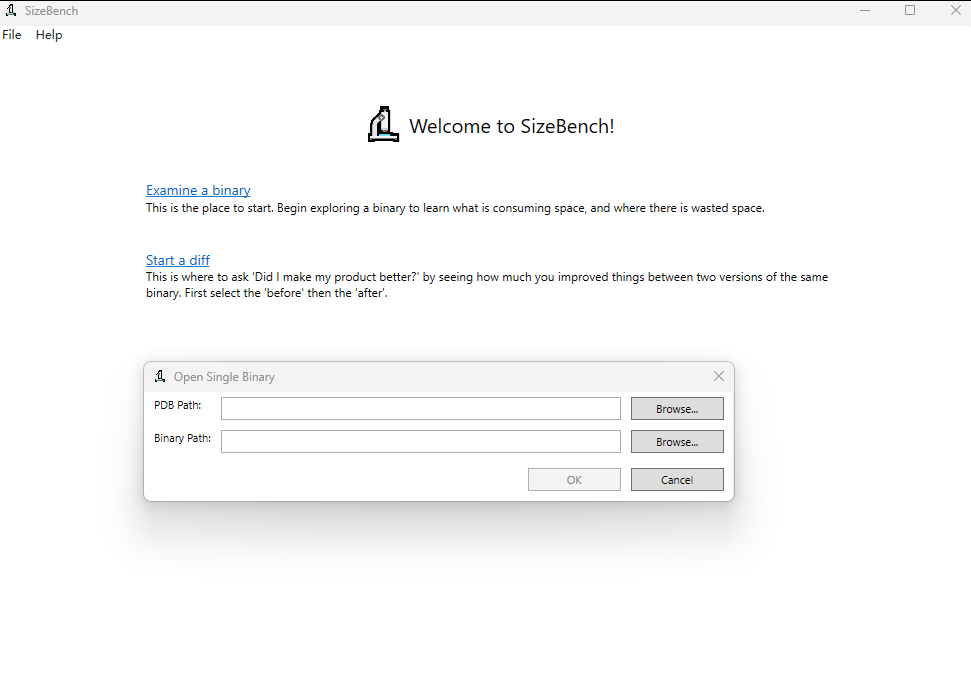 SizeBench
File Help
Welcome to SizeBench!
Examine a binary
This is the place to start. Begin exploring a binary to learn what is consuming space, and where there is wasted space.
Start a diff
This is where to ask 'Did I make my product better?' by seeing how much you improved things between two versions of the same
binary. First select the 'before' then the 'after'.
Open Single Binary
PDB Path:
Browse...
Binary Path:
Browse...
OK
Cancel